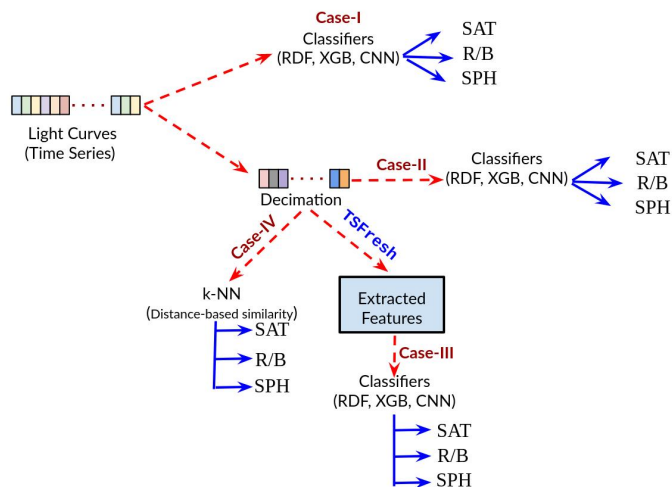 Case-I
Classifiers
(RDF, XGB, CNN)
SAT
R/B
SPH
Light Curves
(Time Series)
Case-II
Classifiers
(RDF, XGB, CNN)
SAT
R/B
SPH
Decimation
Case-IV
TSFresh
k-NN
(Distance-based similarity)
SAT
R/B
SPH
Extracted
Features
Case-III
Classifiers
(RDF, XGB, CNN)
SAT
R/B
SPH